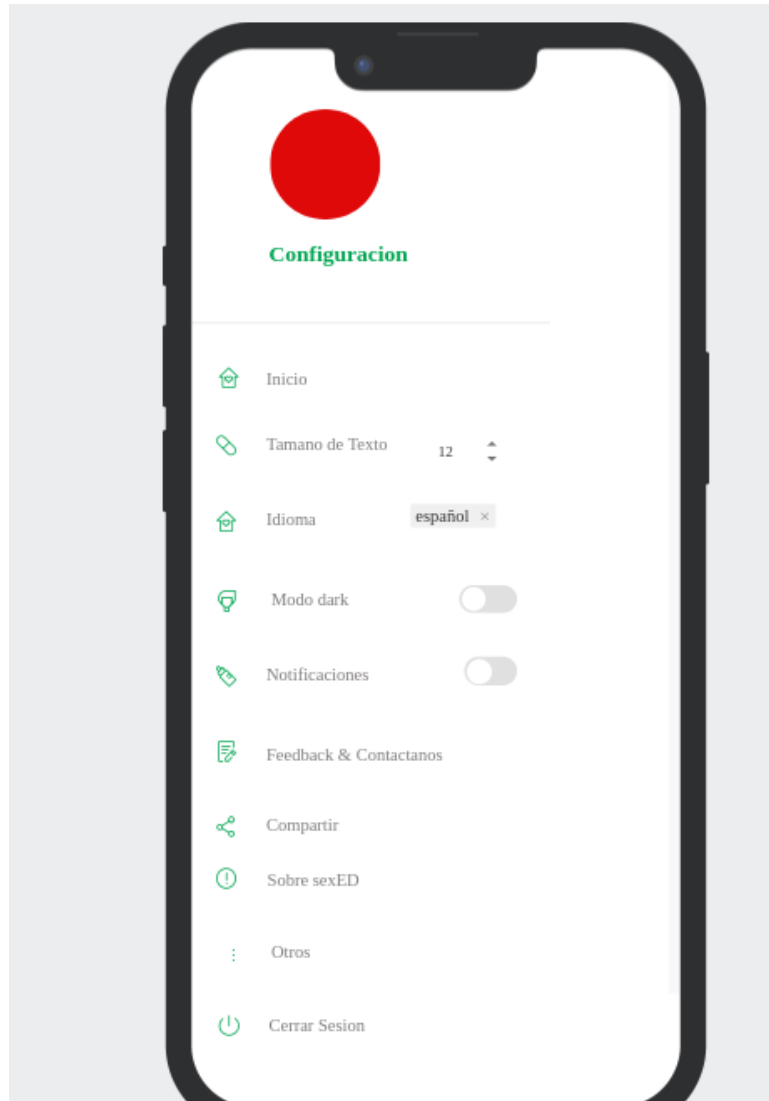 Configuracion
Inicio
Tamano de Texto 12
Idioma español ×
Modo dark
Notificaciones
Feedback & Contactanos
Compartir
Sobre sexED
Otros
Cerrar Sesion